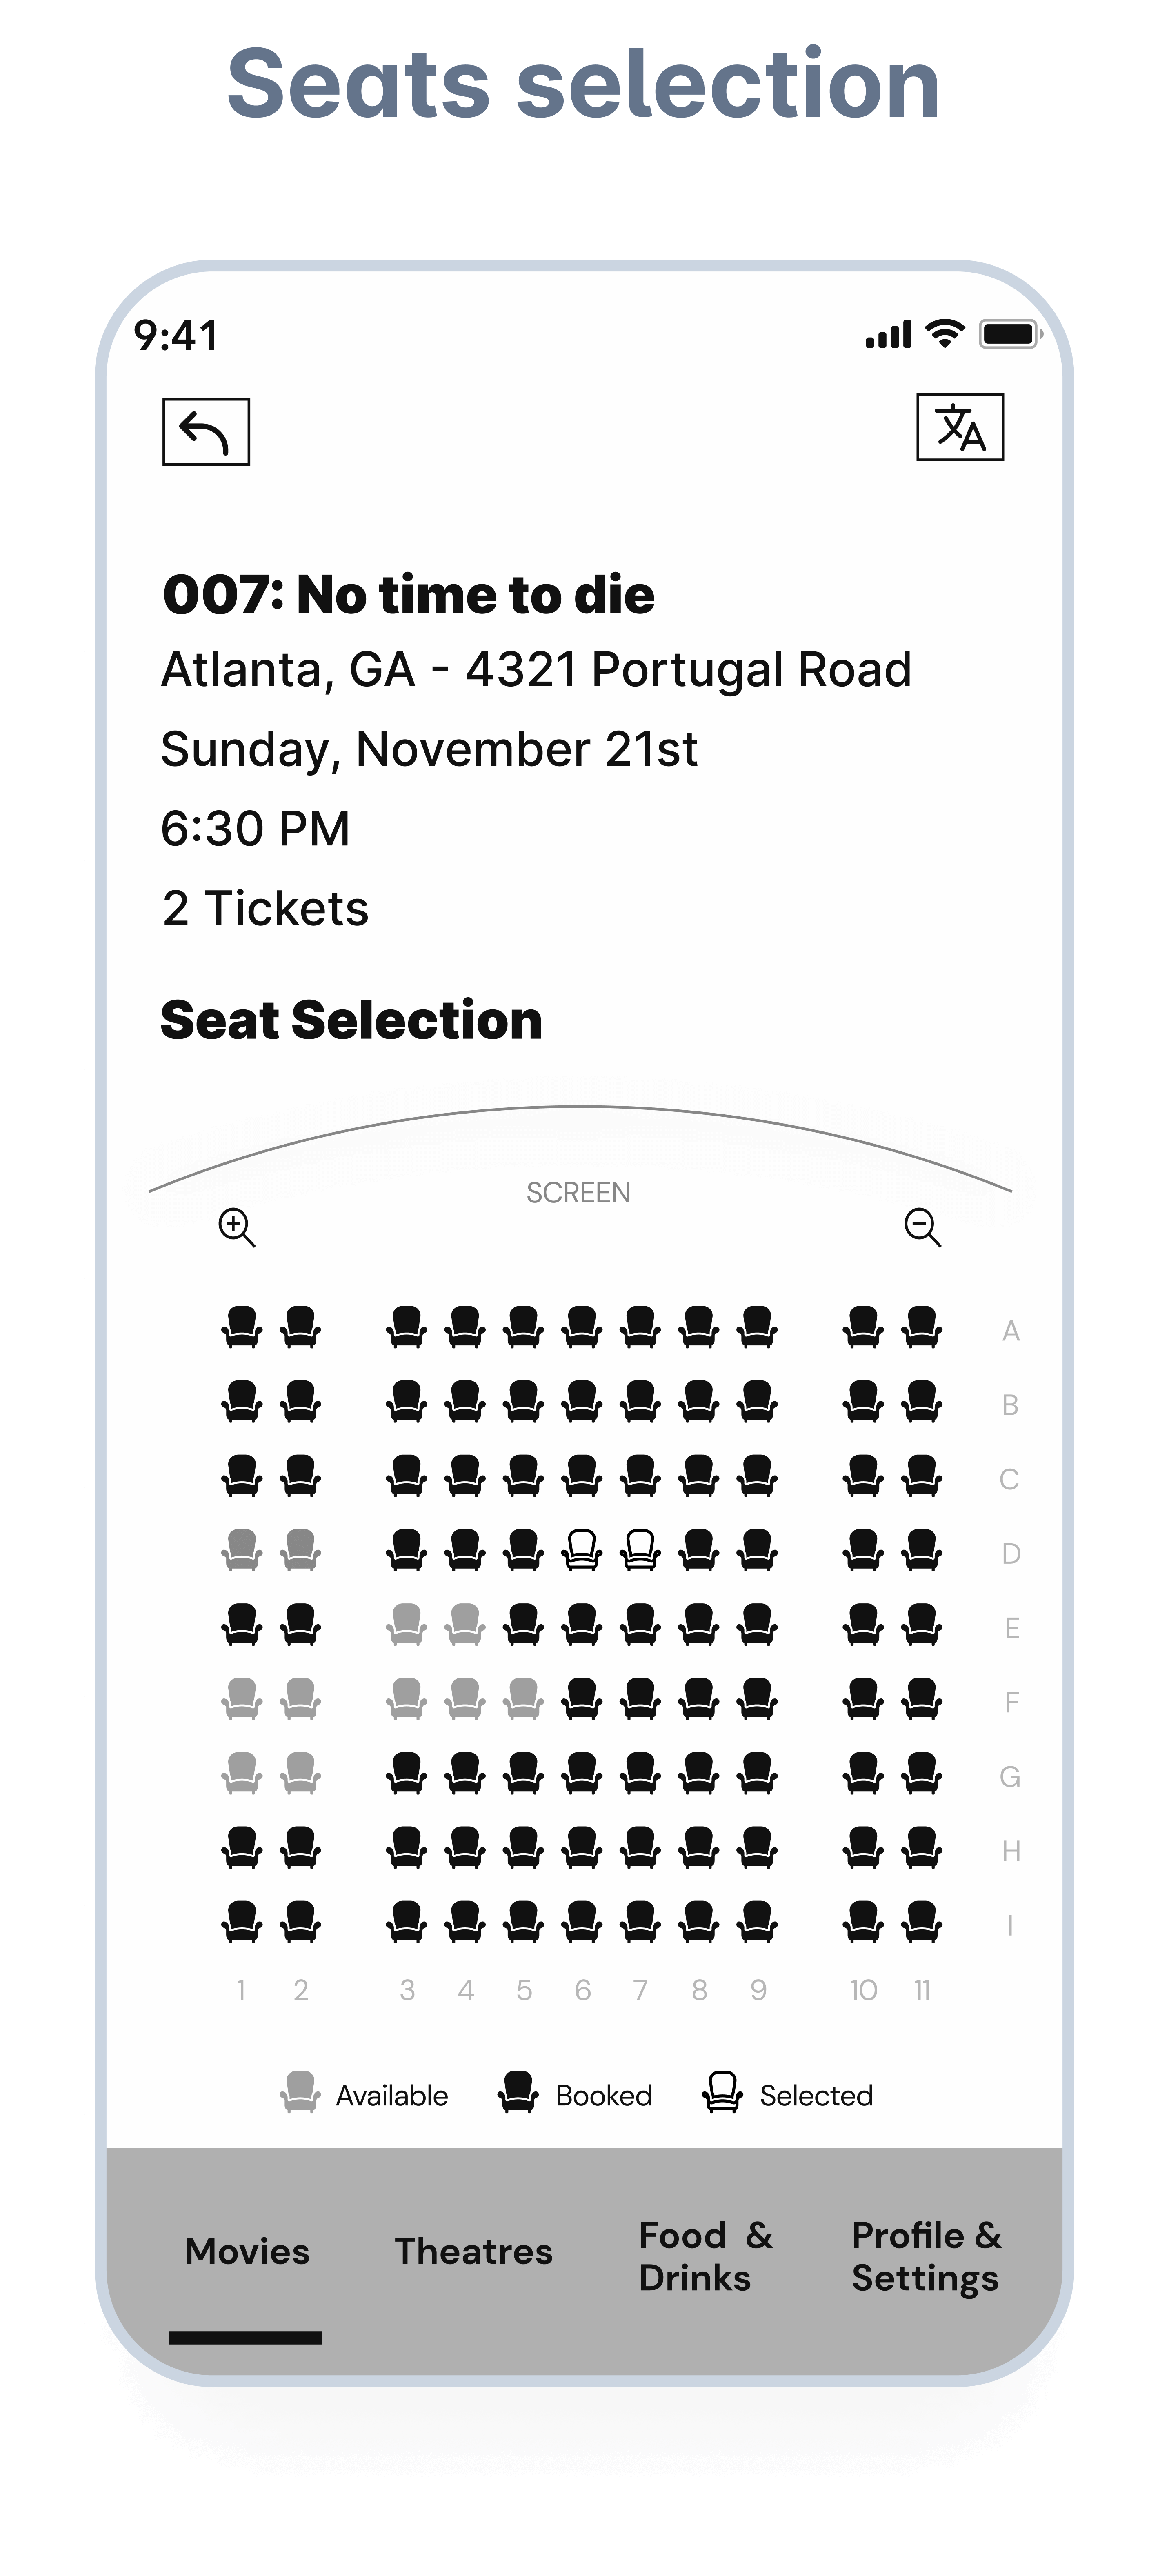 Seats selection
9:41
文A
007: No time to die
Atlanta, GA - 4321 Portugal Road
Sunday, November 21st
6:30 PM
2 Tickets
Seat Selection
SCREEN
A
B
C
D
E
F
G
H
I
1 2 3 4 5 6 7 8 9 10 11
Available Booked Selected
Movies Theatres Food & Drinks Profile & Settings